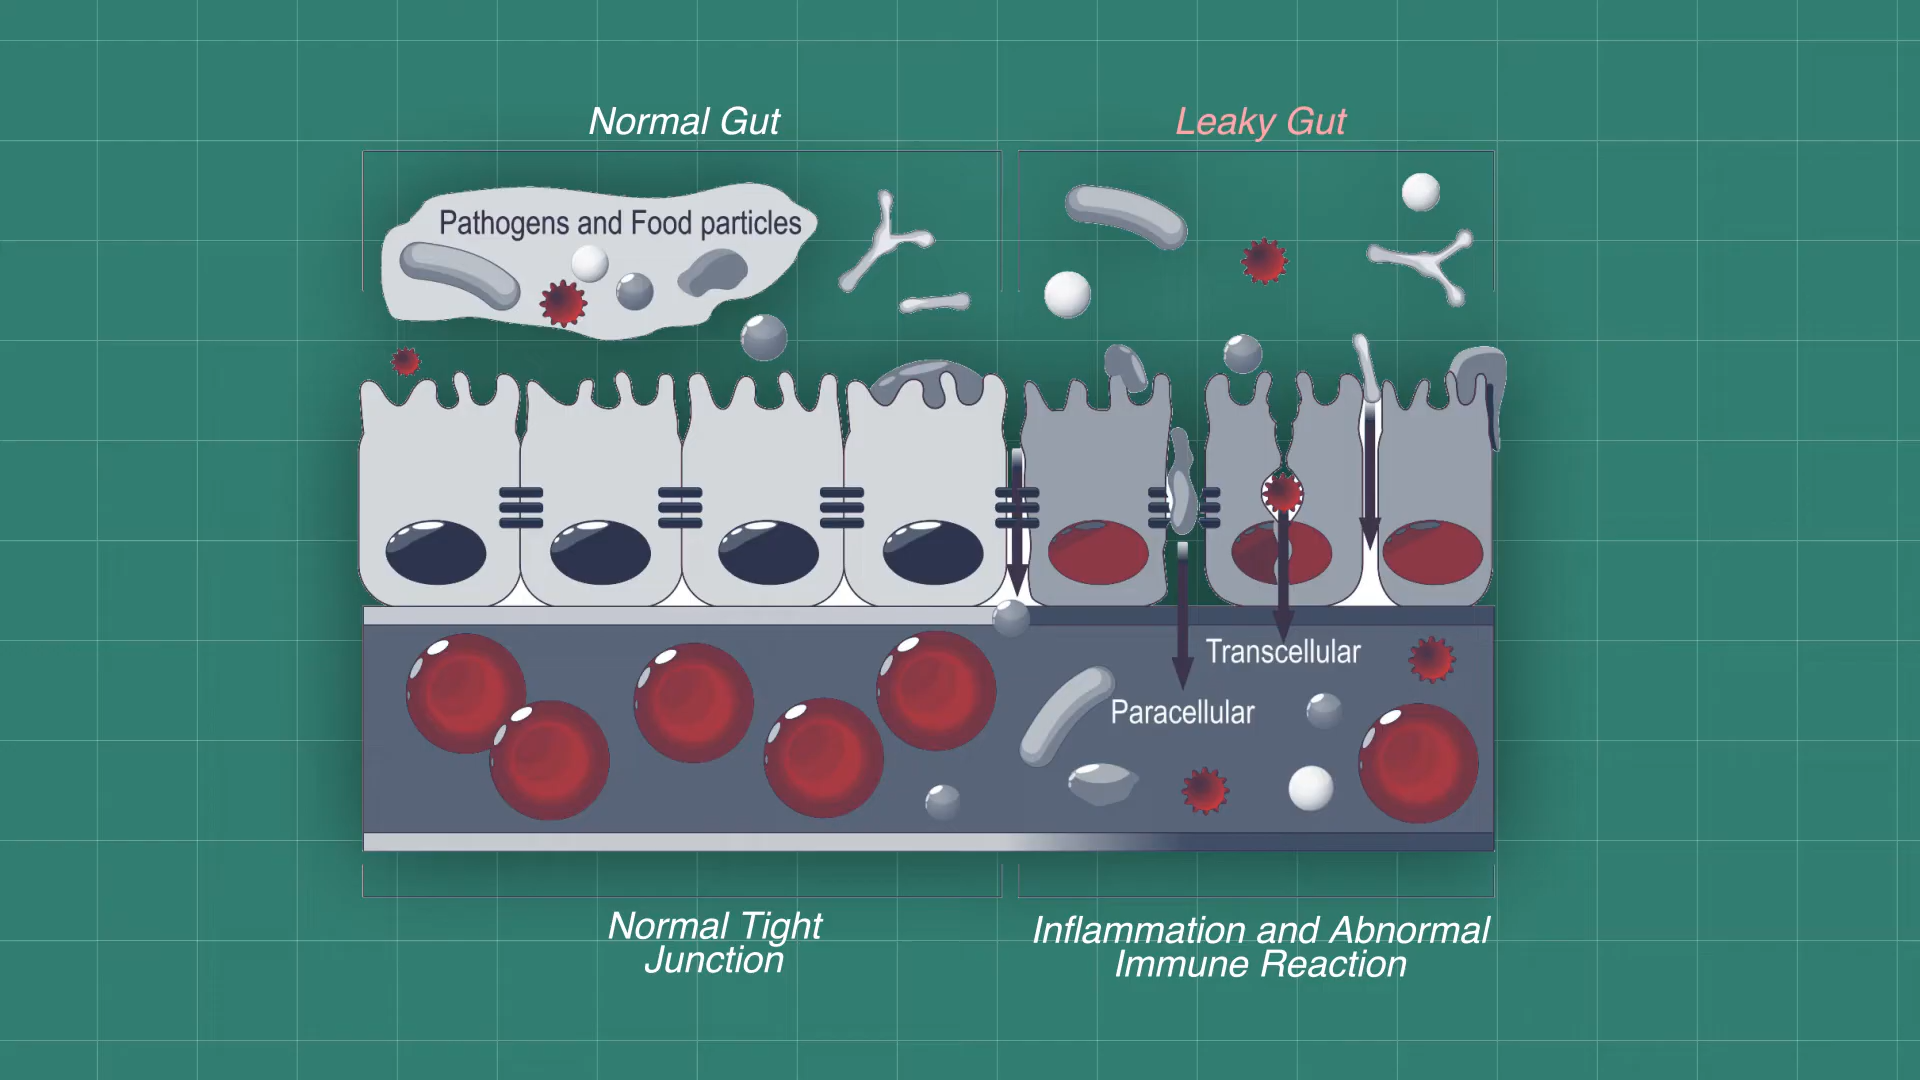 Normal Gut
Leaky Gut
Pathogens and Food particles
Transcellular
Paracellular
Normal Tight
Junction
Inflammation and Abnormal
Immune Reaction